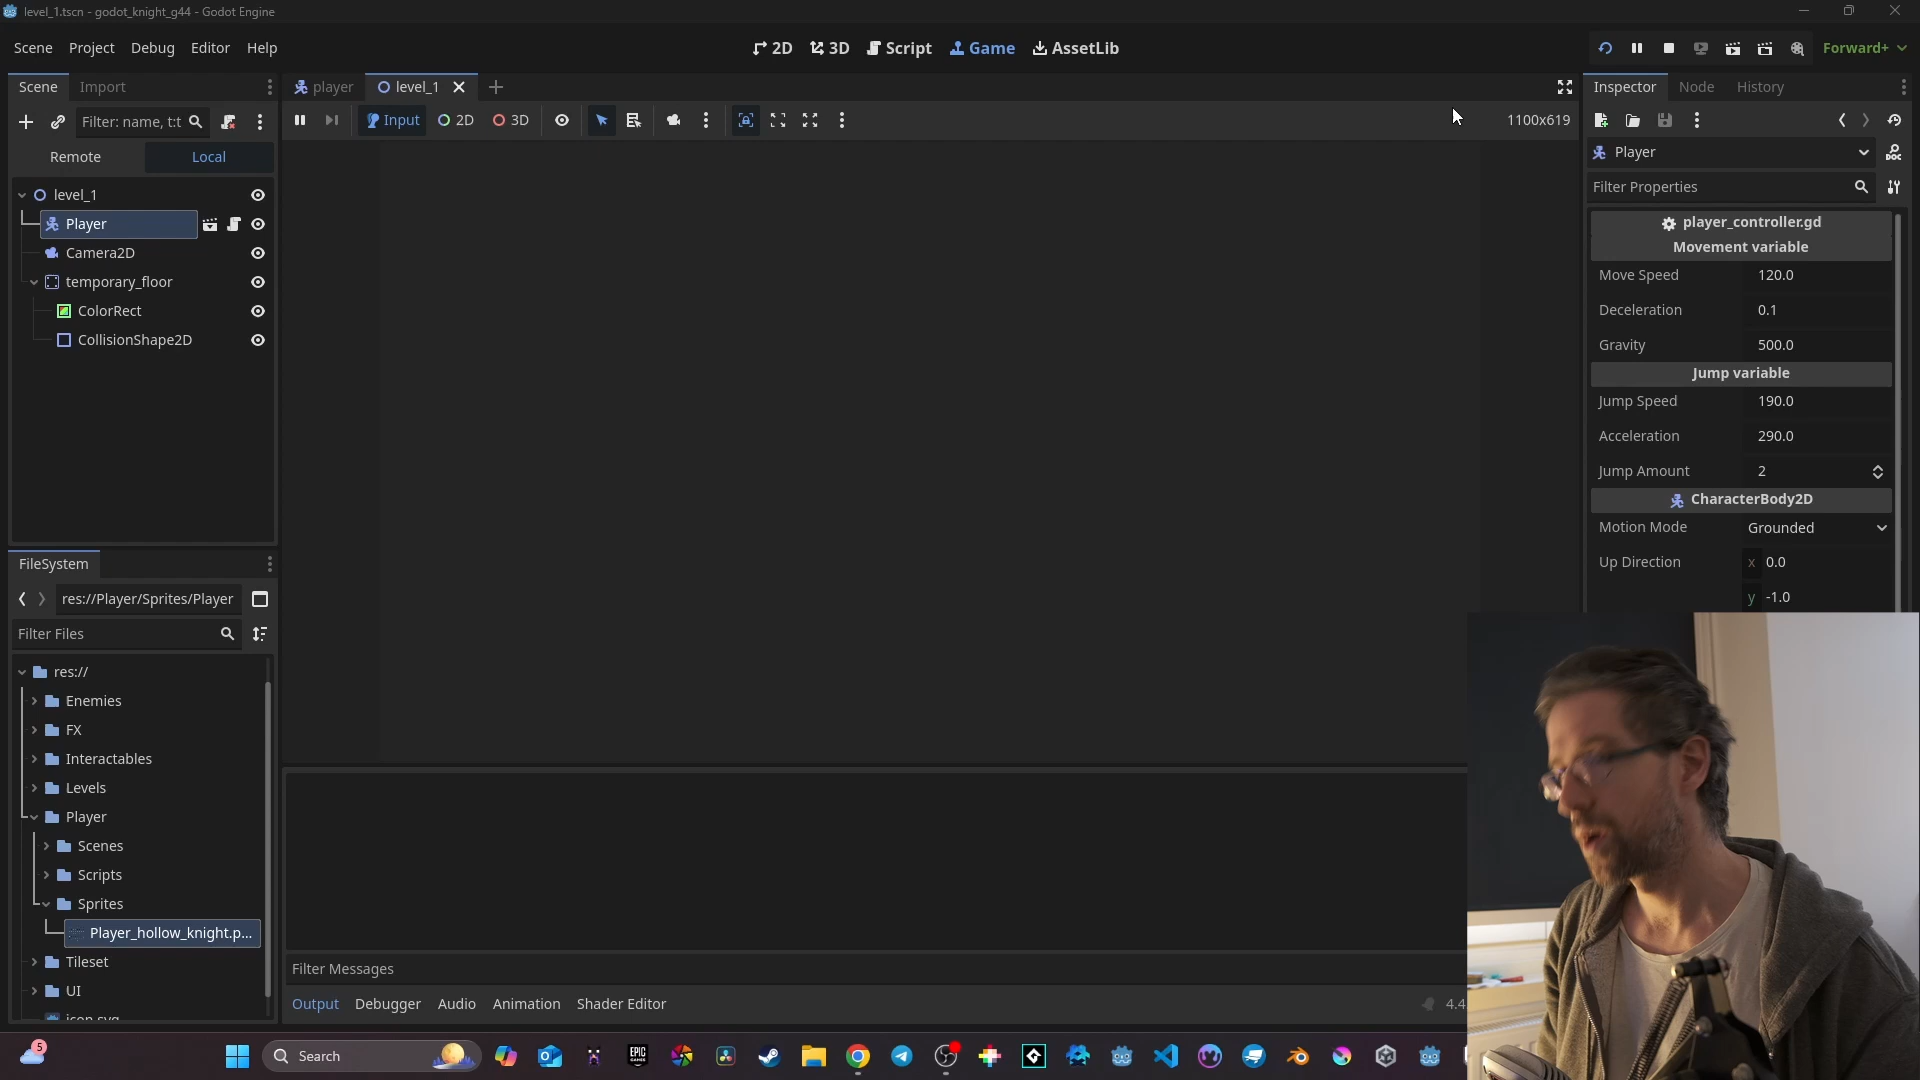 level_1.tscn - godot_knight_g44 - Godot Engine
Scene Project Debug Editor Help
2D 3D Script Game AssetLib
Forward+
Scene Import
player level_1
Inspector Node History
Filter: name, t:t
Input 2D 3D
1100x619
Remote Local
Player
Filter Properties
level_1
Player
Camera2D
temporary_floor
ColorRect
CollisionShape2D
player_controller.gd
Movement variable
Move Speed 120.0
Deceleration 0.1
Gravity 500.0
Jump variable
Jump Speed 190.0
Acceleration 290.0
Jump Amount 2
CharacterBody2D
Motion Mode Grounded
Up Direction x 0.0
y -1.0
FileSystem
res://Player/Sprites/Player
Filter Files
res://
Enemies
FX
Interactables
Levels
Player
Scenes
Scripts
Sprites
Player_hollow_knight.p...
Tileset
UI
icon.svg
Filter Messages
Output Debugger Audio Animation Shader Editor
4.4
5
Search
EPIC GAMES